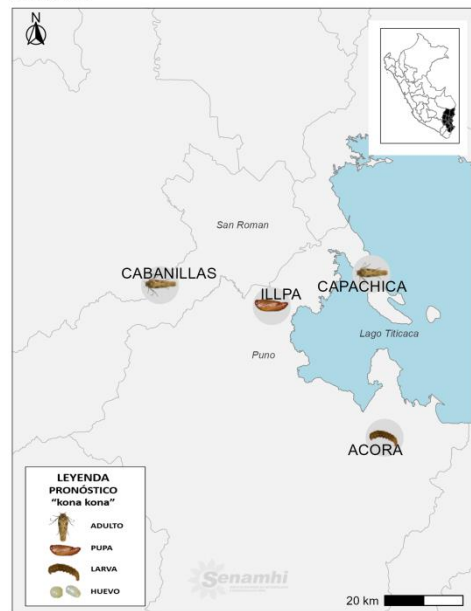 N
San Roman
CABANILLAS
ILLPA
CAPACHICA
Lago Titicaca
Puno
ACORA
LEYENDA
PRONÓSTICO
"kona kona"
ADULTO
PUPA
LARVA
HUEVO
Senamhi
20 km